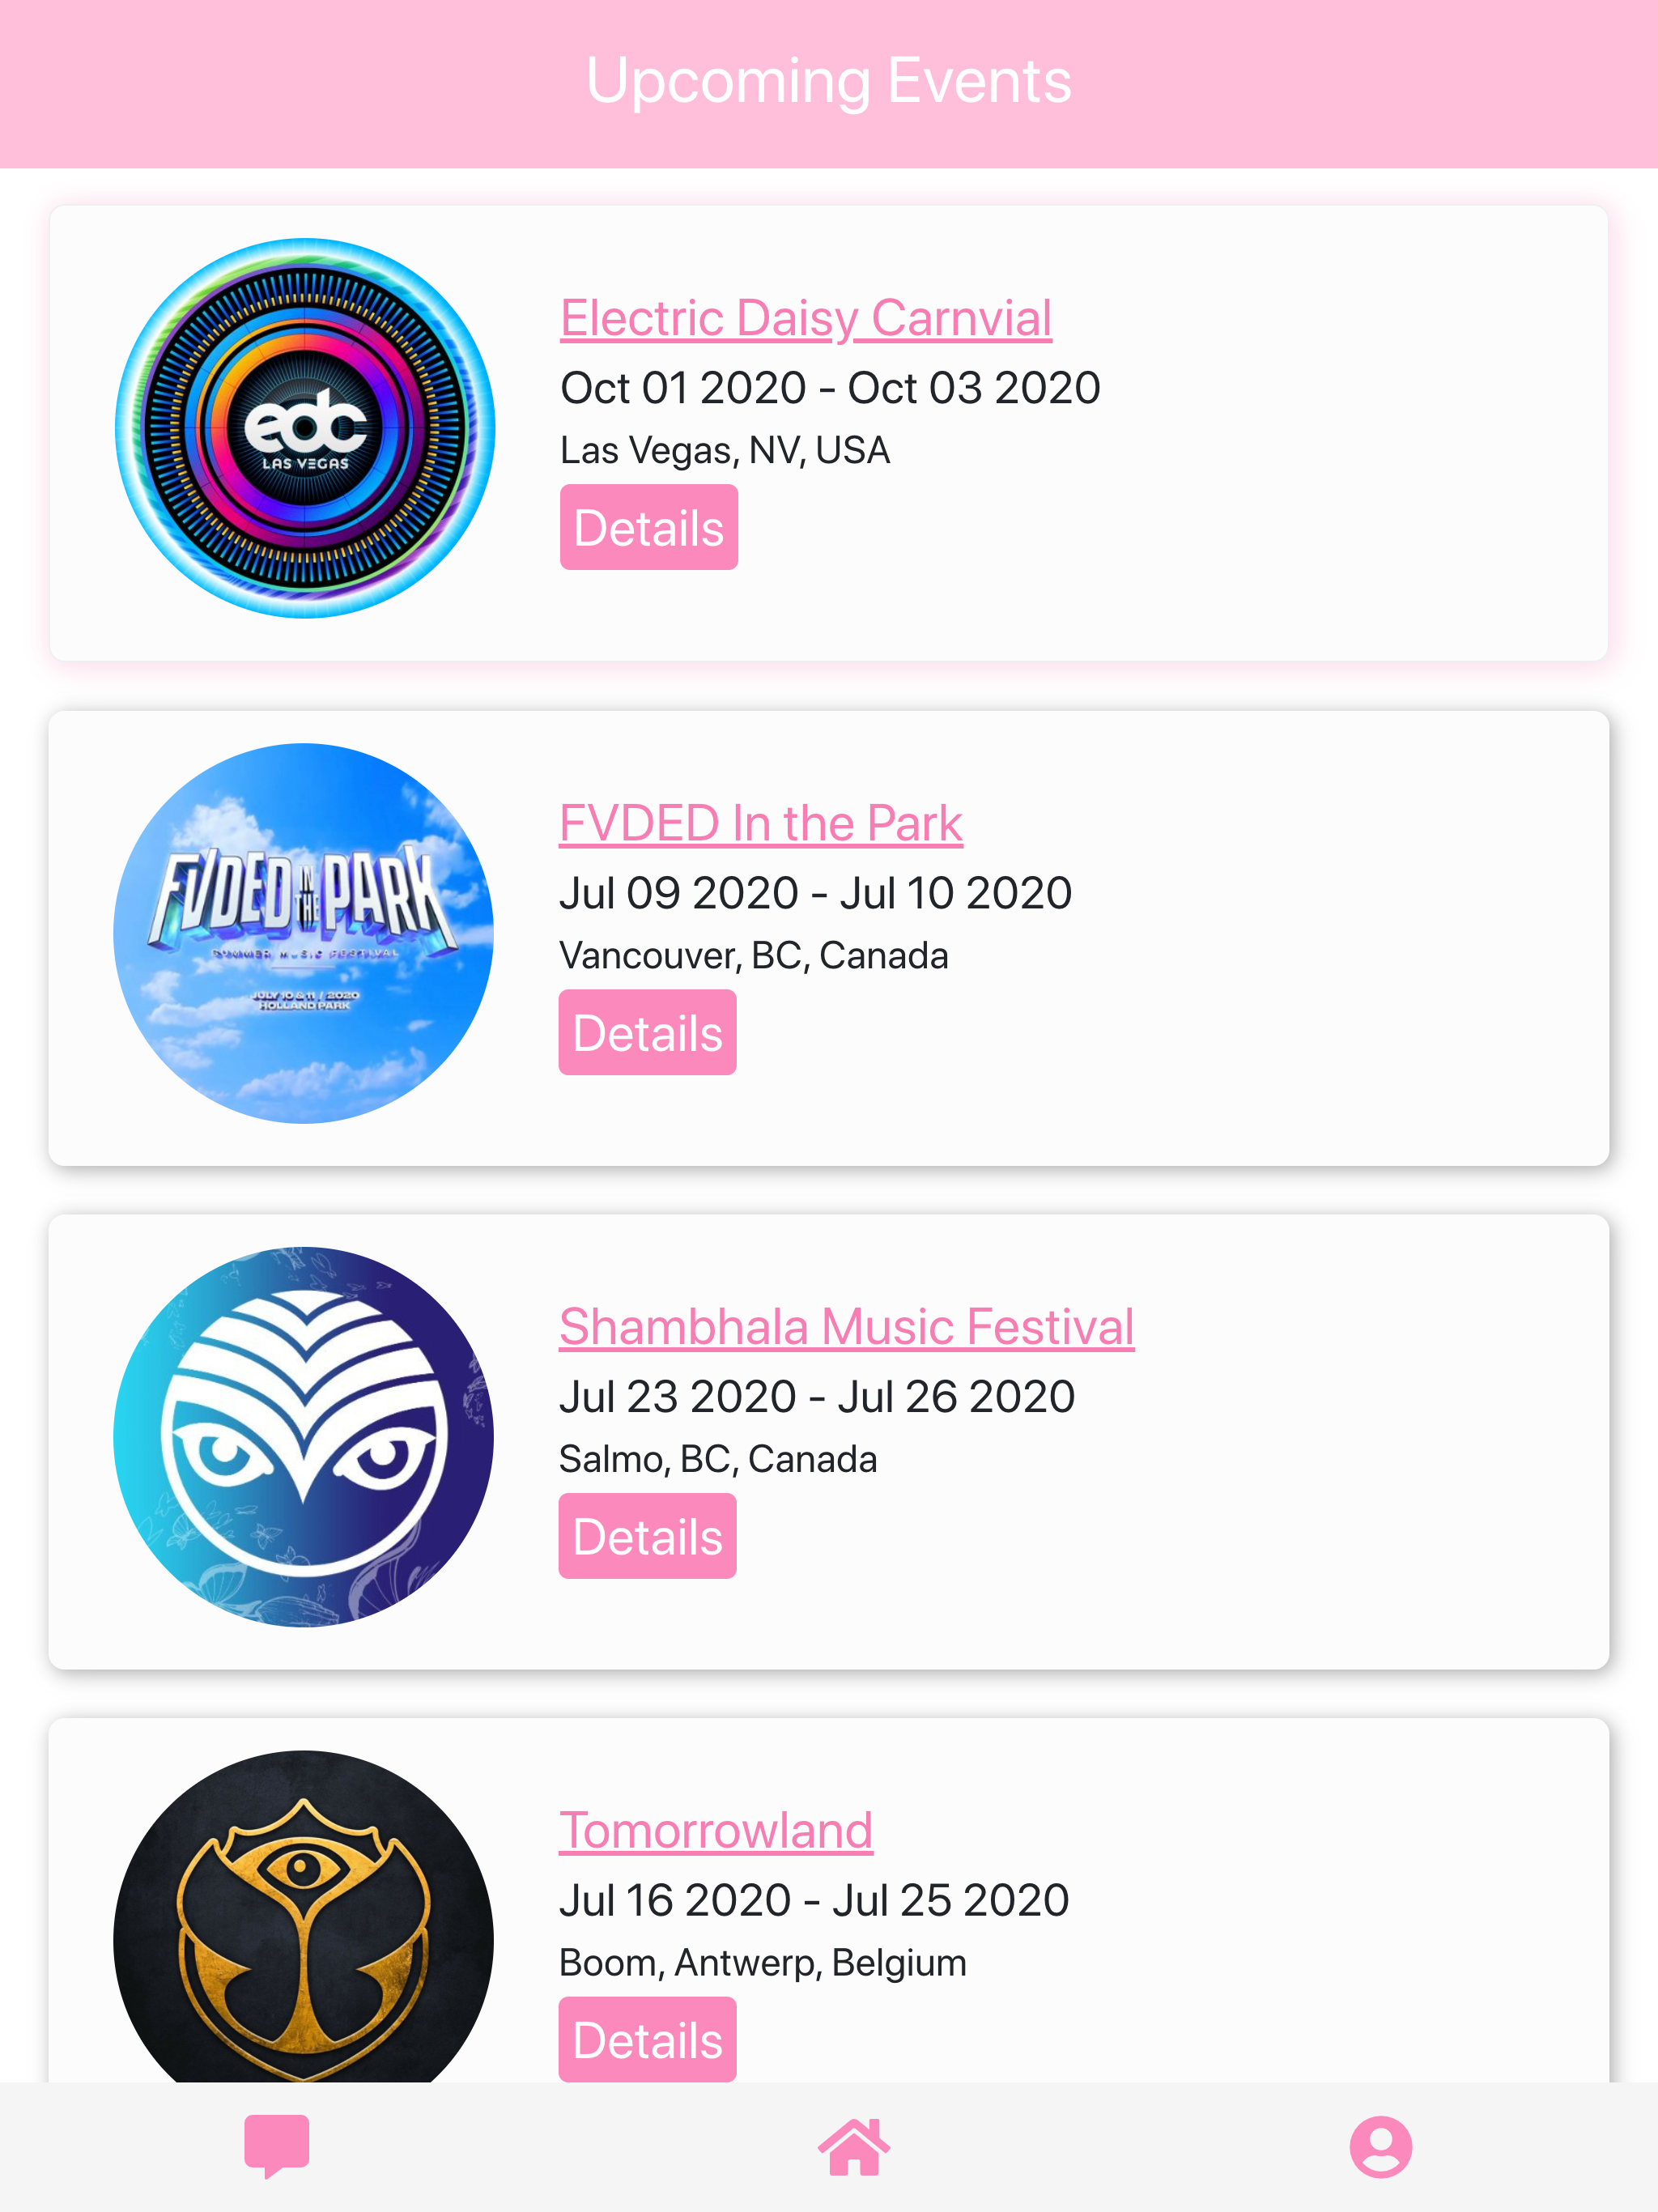 Upcoming Events
edc
LAS VEGAS
Electric Daisy Carnvial
Oct 01 2020 - Oct 03 2020
Las Vegas, NV, USA
Details
FVDED IN THE PARK
SUMMER MUSIC FESTIVAL
JULY 10 & 11 / 2020
HOLLAND PARK
FVDED In the Park
Jul 09 2020 - Jul 10 2020
Vancouver, BC, Canada
Details
Shambhala Music Festival
Jul 23 2020 - Jul 26 2020
Salmo, BC, Canada
Details
Tomorrowland
Jul 16 2020 - Jul 25 2020
Boom, Antwerp, Belgium
Details